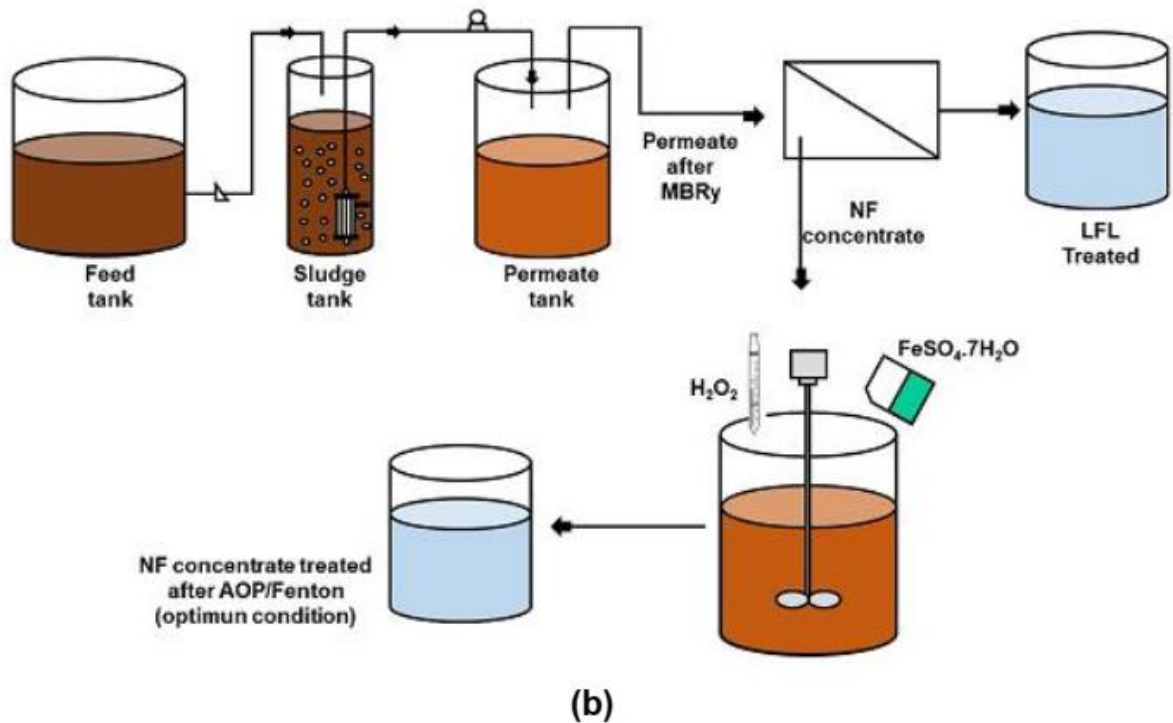 Feed
tank
Sludge
tank
Permeate
tank
Permeate
after
MBRy
NF
concentrate
LFL
Treated
H₂O₂
FeSO₄.7H₂O
NF concentrate treated
after AOP/Fenton
(optimun condition)
(b)